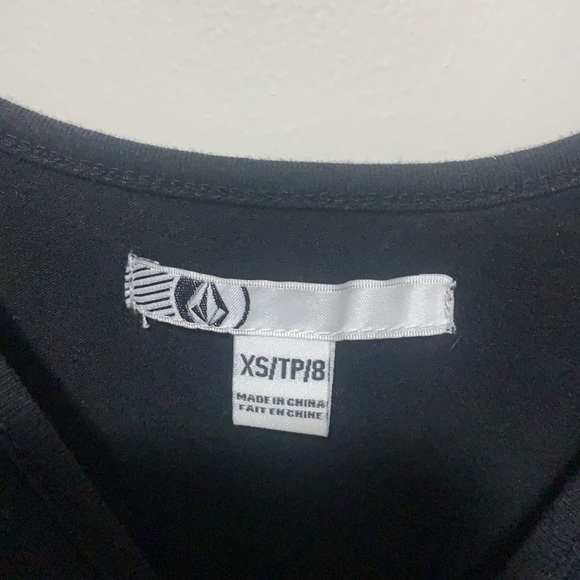 XS/TP/8
MADE IN CHINA
FAIT EN CHINE